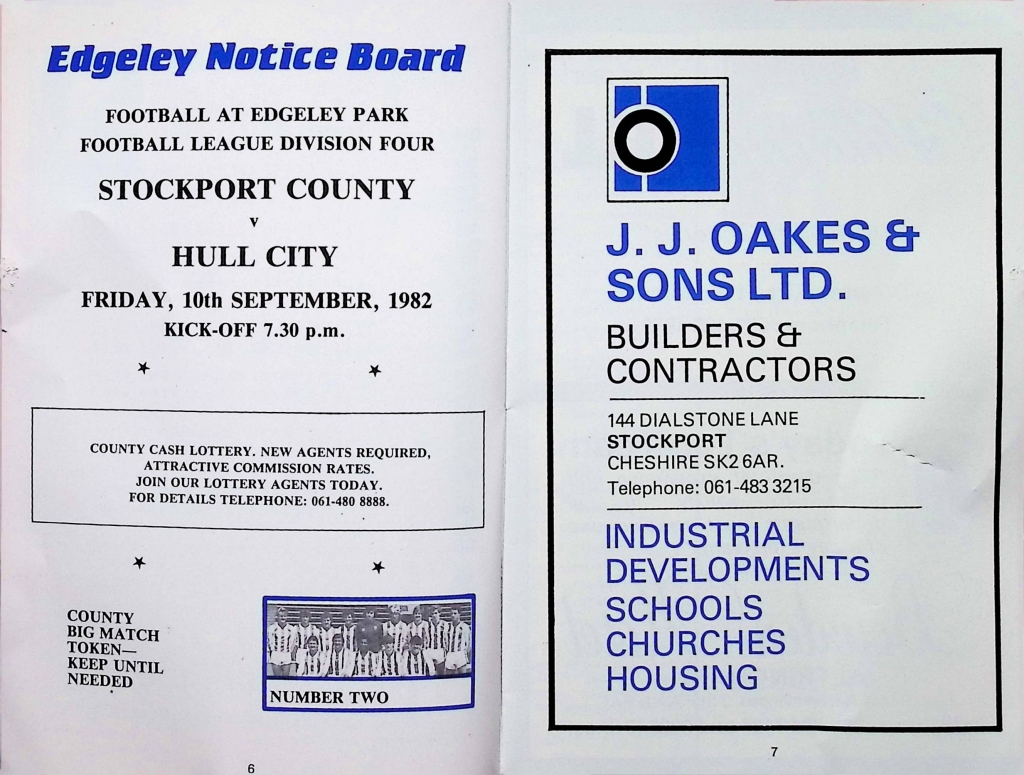 Edgeley Notice Board
FOOTBALL AT EDGELEY PARK
FOOTBALL LEAGUE DIVISION FOUR
STOCKPORT COUNTY
v
HULL CITY
FRIDAY, 10th SEPTEMBER, 1982
KICK-OFF 7.30 p.m.
COUNTY CASH LOTTERY. NEW AGENTS REQUIRED,
ATTRACTIVE COMMISSION RATES.
JOIN OUR LOTTERY AGENTS TODAY.
FOR DETAILS TELEPHONE: 061-480 8888.
COUNTY
BIG MATCH
TOKEN—
KEEP UNTIL
NEEDED
NUMBER TWO
6
J. J. OAKES &
SONS LTD.
BUILDERS &
CONTRACTORS
144 DIALSTONE LANE
STOCKPORT
CHESHIRE SK2 6AR.
Telephone: 061-483 3215
INDUSTRIAL
DEVELOPMENTS
SCHOOLS
CHURCHES
HOUSING
7